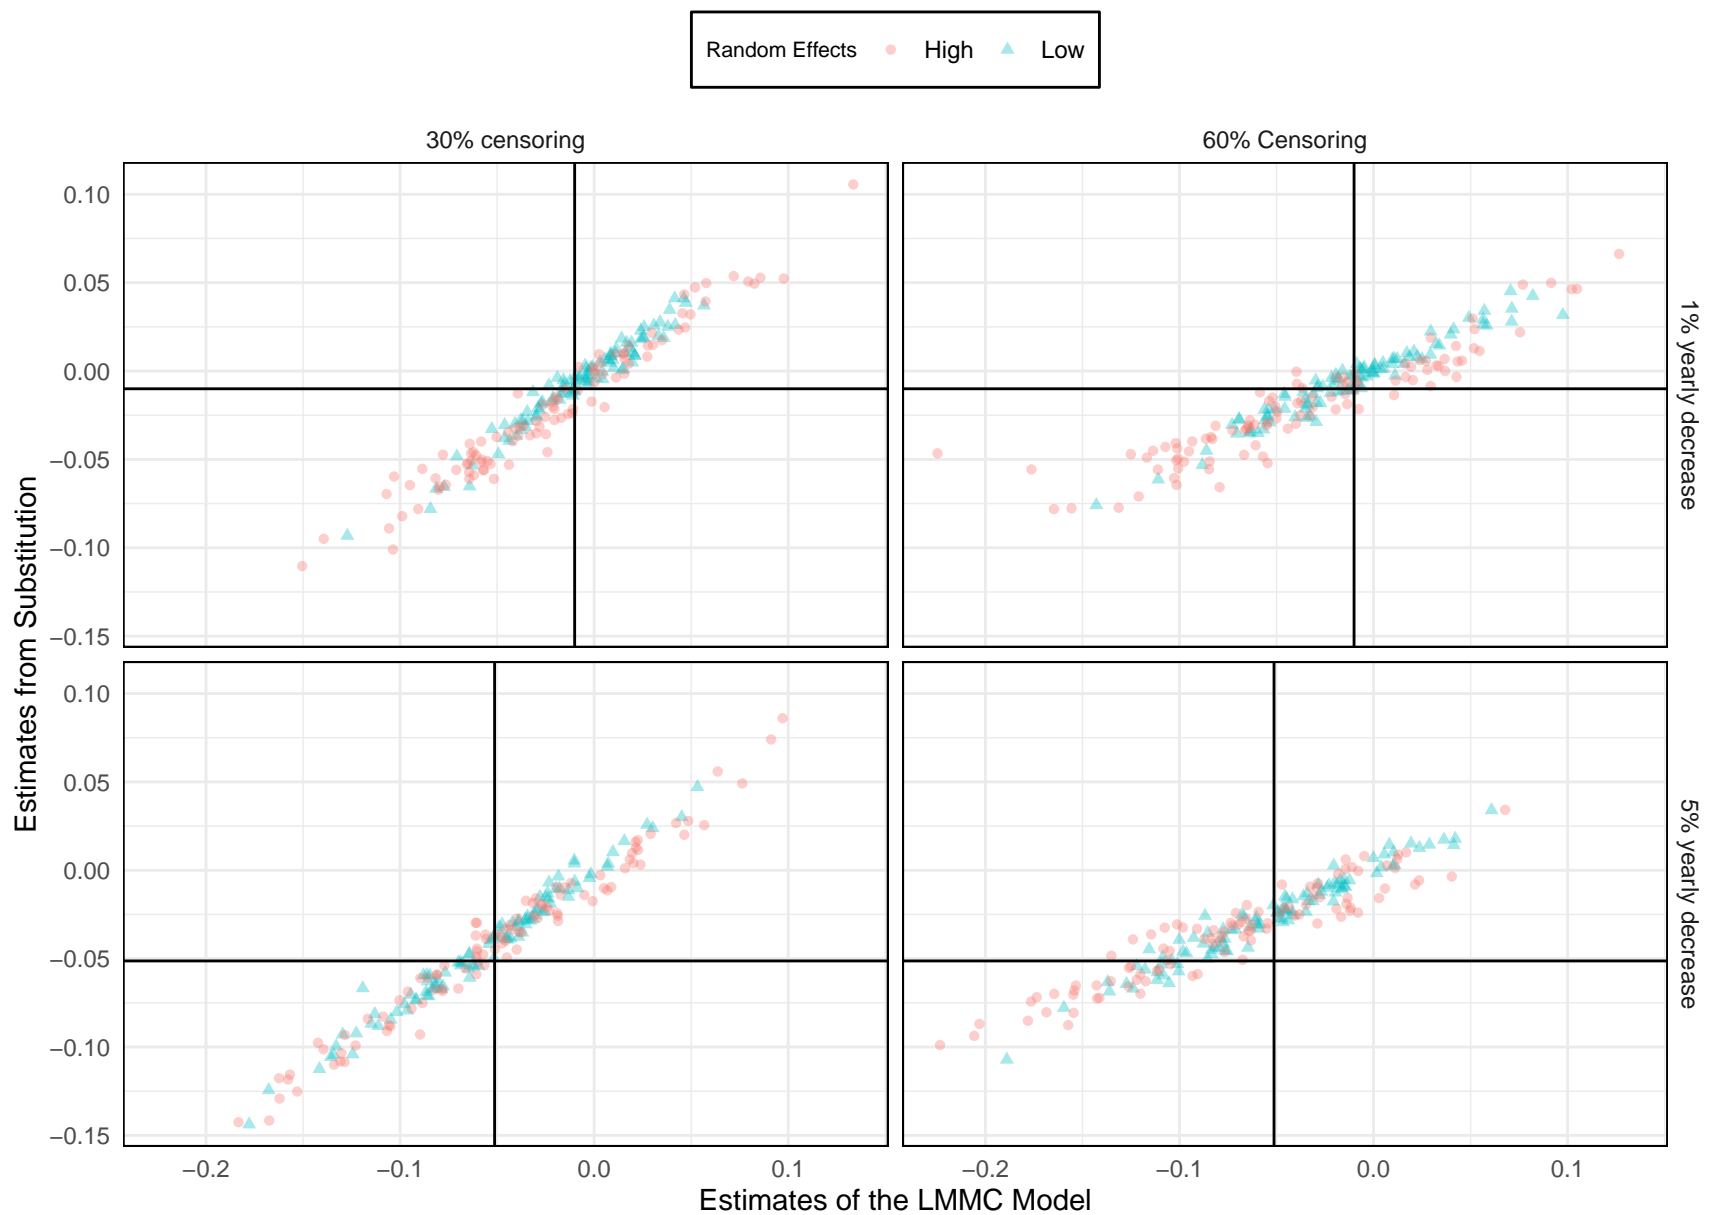 Random Effects High Low
30% censoring 60% Censoring
0.10
0.05
0.00
−0.05
−0.10
−0.15
1% yearly decrease
0.10
0.05
0.00
−0.05
−0.10
−0.15
5% yearly decrease
Estimates from Substitution
−0.2 −0.1 0.0 0.1 −0.2 −0.1 0.0 0.1
Estimates of the LMMC Model